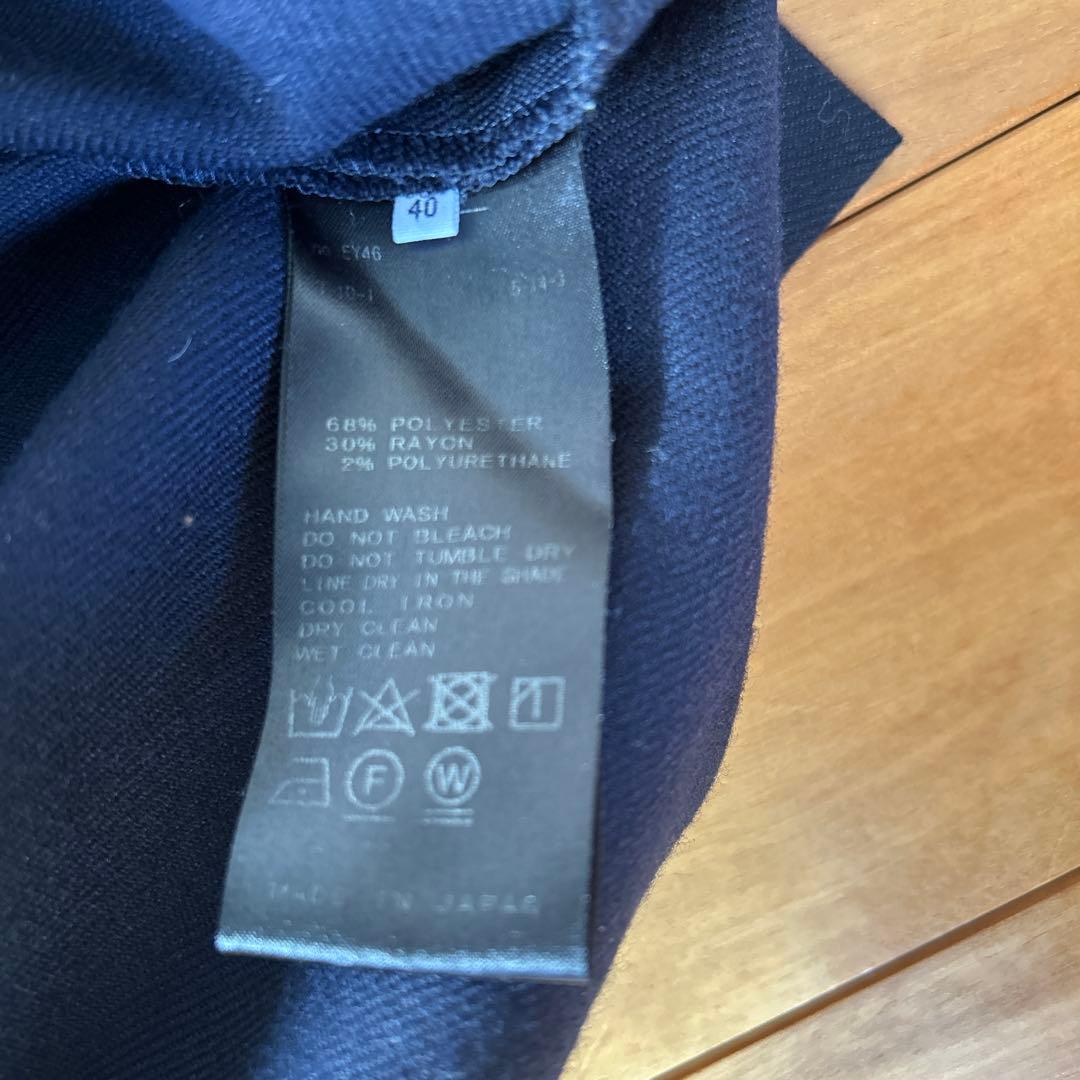 40
EY46
68% POLYESTER
30% RAYON
2% POLYURETHANE
HAND WASH
DO NOT BLEACH
DO NOT TUMBLE DRY
LINE DRY IN THE SHADE
COOL IRON
DRY CLEAN
WET CLEAN
F W
MADE IN JAPAN